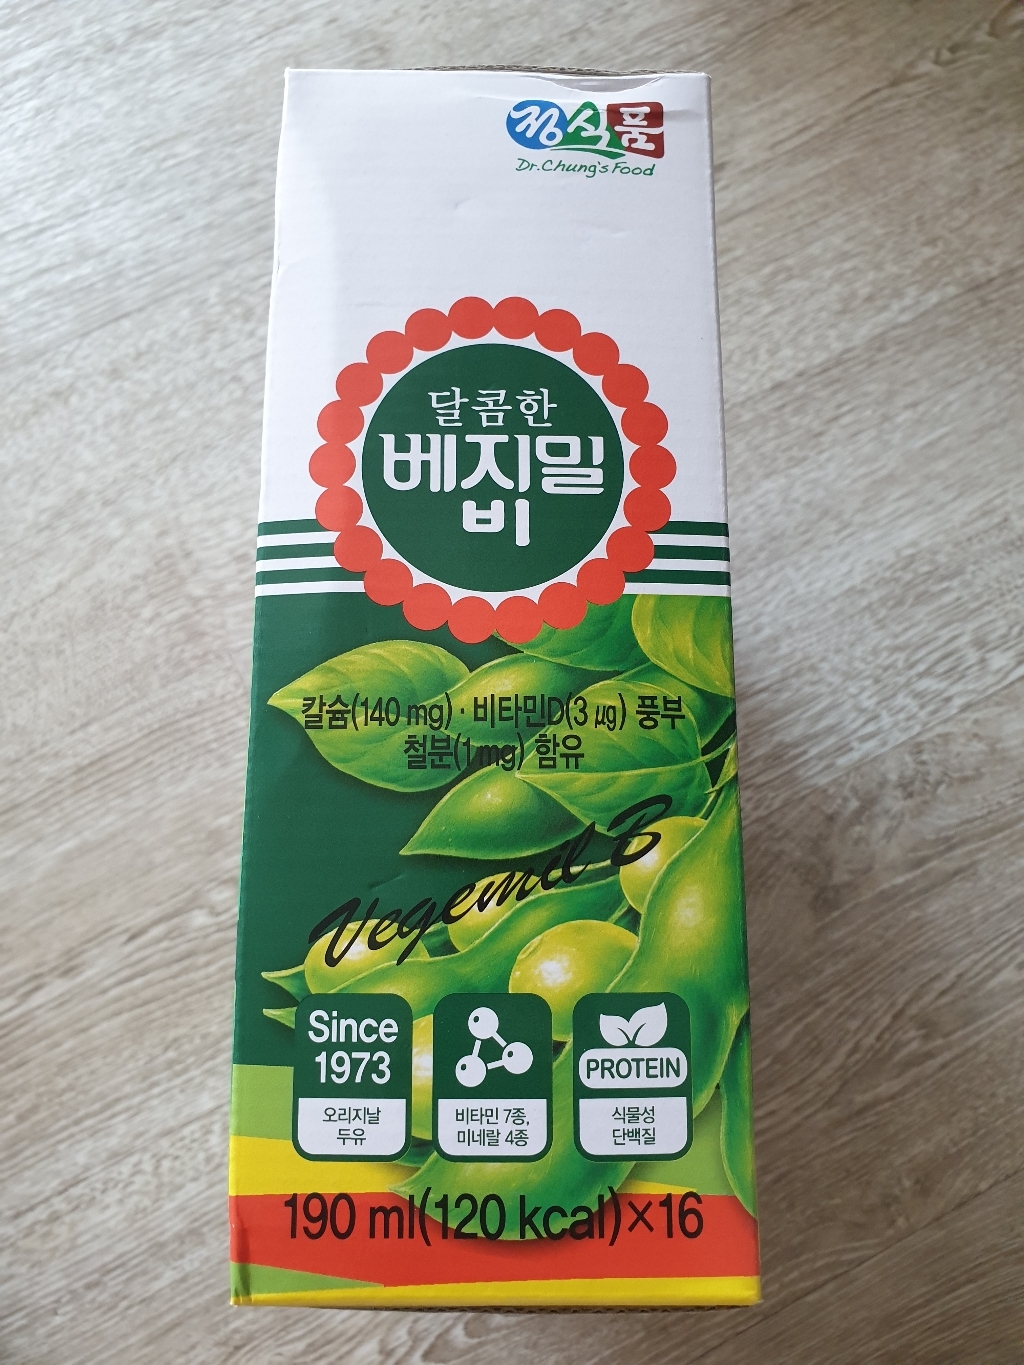 정식품
Dr.Chung's Food
달콤한
베지밀
비
칼슘(140 mg) · 비타민D(3 ㎍) 풍부
철분(1 mg) 함유
Vegemil B
Since
1973
오리지날
두유
비타민 7종,
미네랄 4종
PROTEIN
식물성
단백질
190 ml(120 kcal)×16